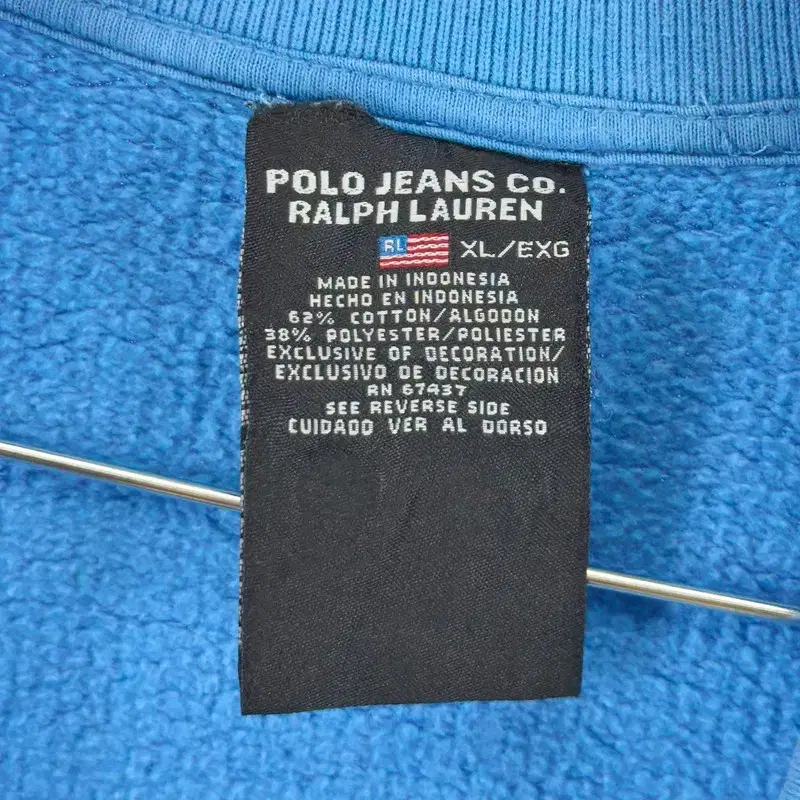 POLO JEANS CO.
RALPH LAUREN
RL XL/EXG
MADE IN INDONESIA
HECHO EN INDONESIA
62% COTTON/ALGODON
38% POLYESTER/POLIESTER
EXCLUSIVE OF DECORATION/
EXCLUSIVO DE DECORACION
RN 67437
SEE REVERSE SIDE
CUIDADO VER AL DORSO